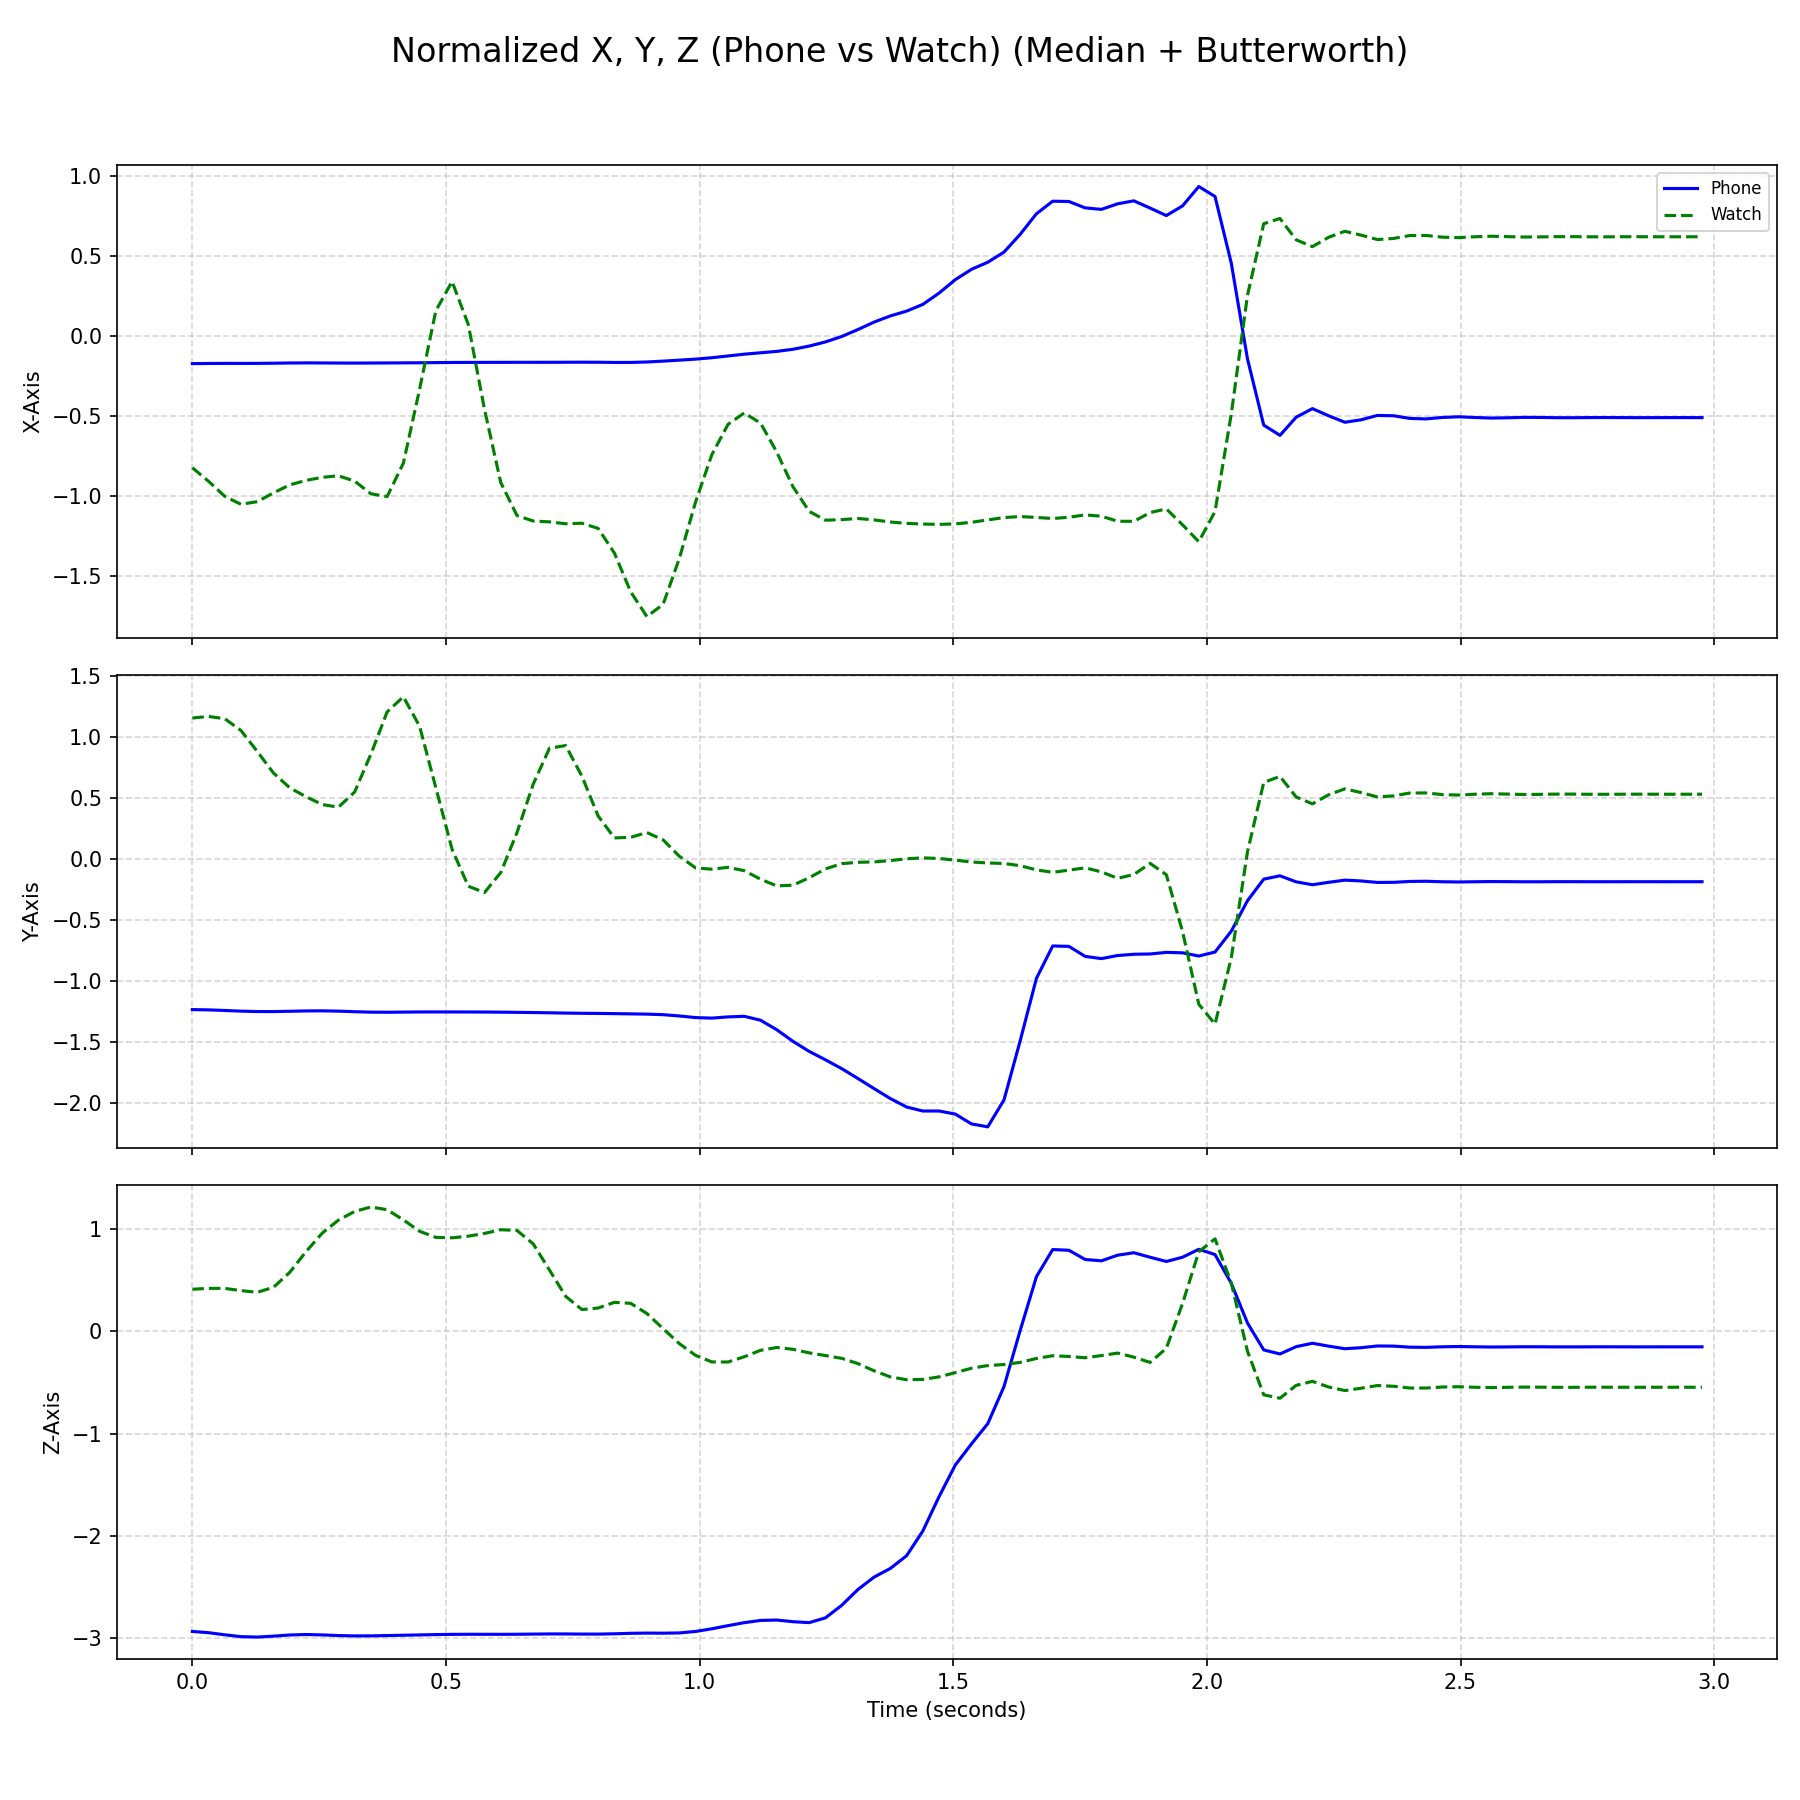 Normalized X, Y, Z (Phone vs Watch) (Median + Butterworth)
Phone
Watch
X-Axis
1.0
0.5
0.0
−0.5
−1.0
−1.5
Y-Axis
1.5
1.0
0.5
0.0
−0.5
−1.0
−1.5
−2.0
Z-Axis
1
0
−1
−2
−3
0.0 0.5 1.0 1.5 2.0 2.5 3.0
Time (seconds)